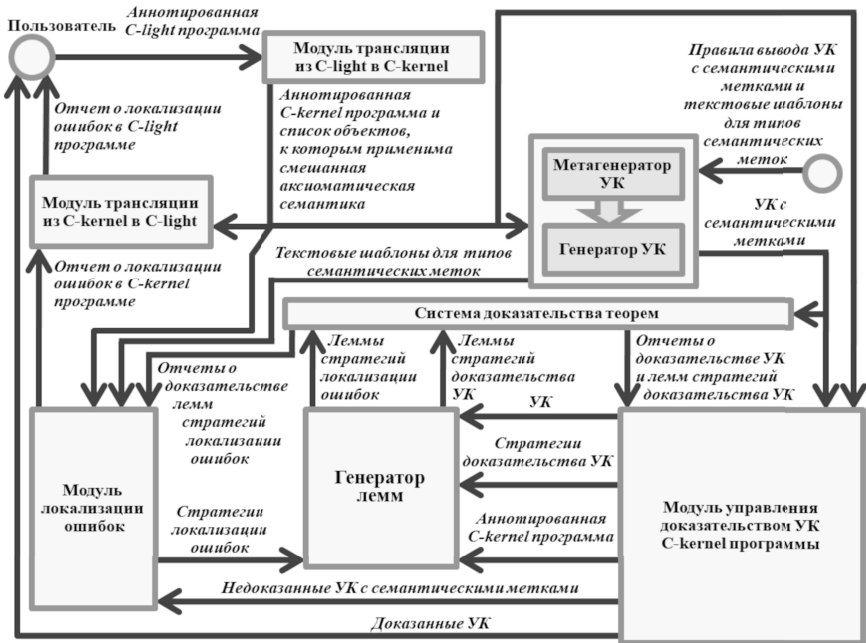 Пользователь
Аннотированная
C-light программа
Модуль трансляции
из C-light в C-kernel
Правила вывода УК
с семантическими
метками и
текстовые шаблоны
для типов
семантических
меток
Отчет о локализации
ошибок в C-light
программе
Аннотированная
C-kernel программа и
список объектов,
к которым применима
смешанная
аксиоматическая
семантика
Метагенератор
УК
Генератор УК
Модуль трансляции
из C-kernel в C-light
УК с
семантическими
метками
Отчет о локализации
ошибок в C-kernel
программе
Текстовые шаблоны для типов
семантических меток
Система доказательства теорем
Отчеты о
доказательстве
лемм
стратегий
локализации
ошибок
Леммы
стратегий
локализации
ошибок
Леммы
стратегий
доказательства
УК
Отчеты о
доказательстве УК
и лемм стратегий
доказательства УК
УК
Стратегии
доказательства УК
Модуль
локализации
ошибок
Генератор
лемм
Модуль управления
доказательством УК
C-kernel программы
Стратегии
локализации
ошибок
Аннотированная
C-kernel программа
Недоказанные УК с семантическими метками
Доказанные УК